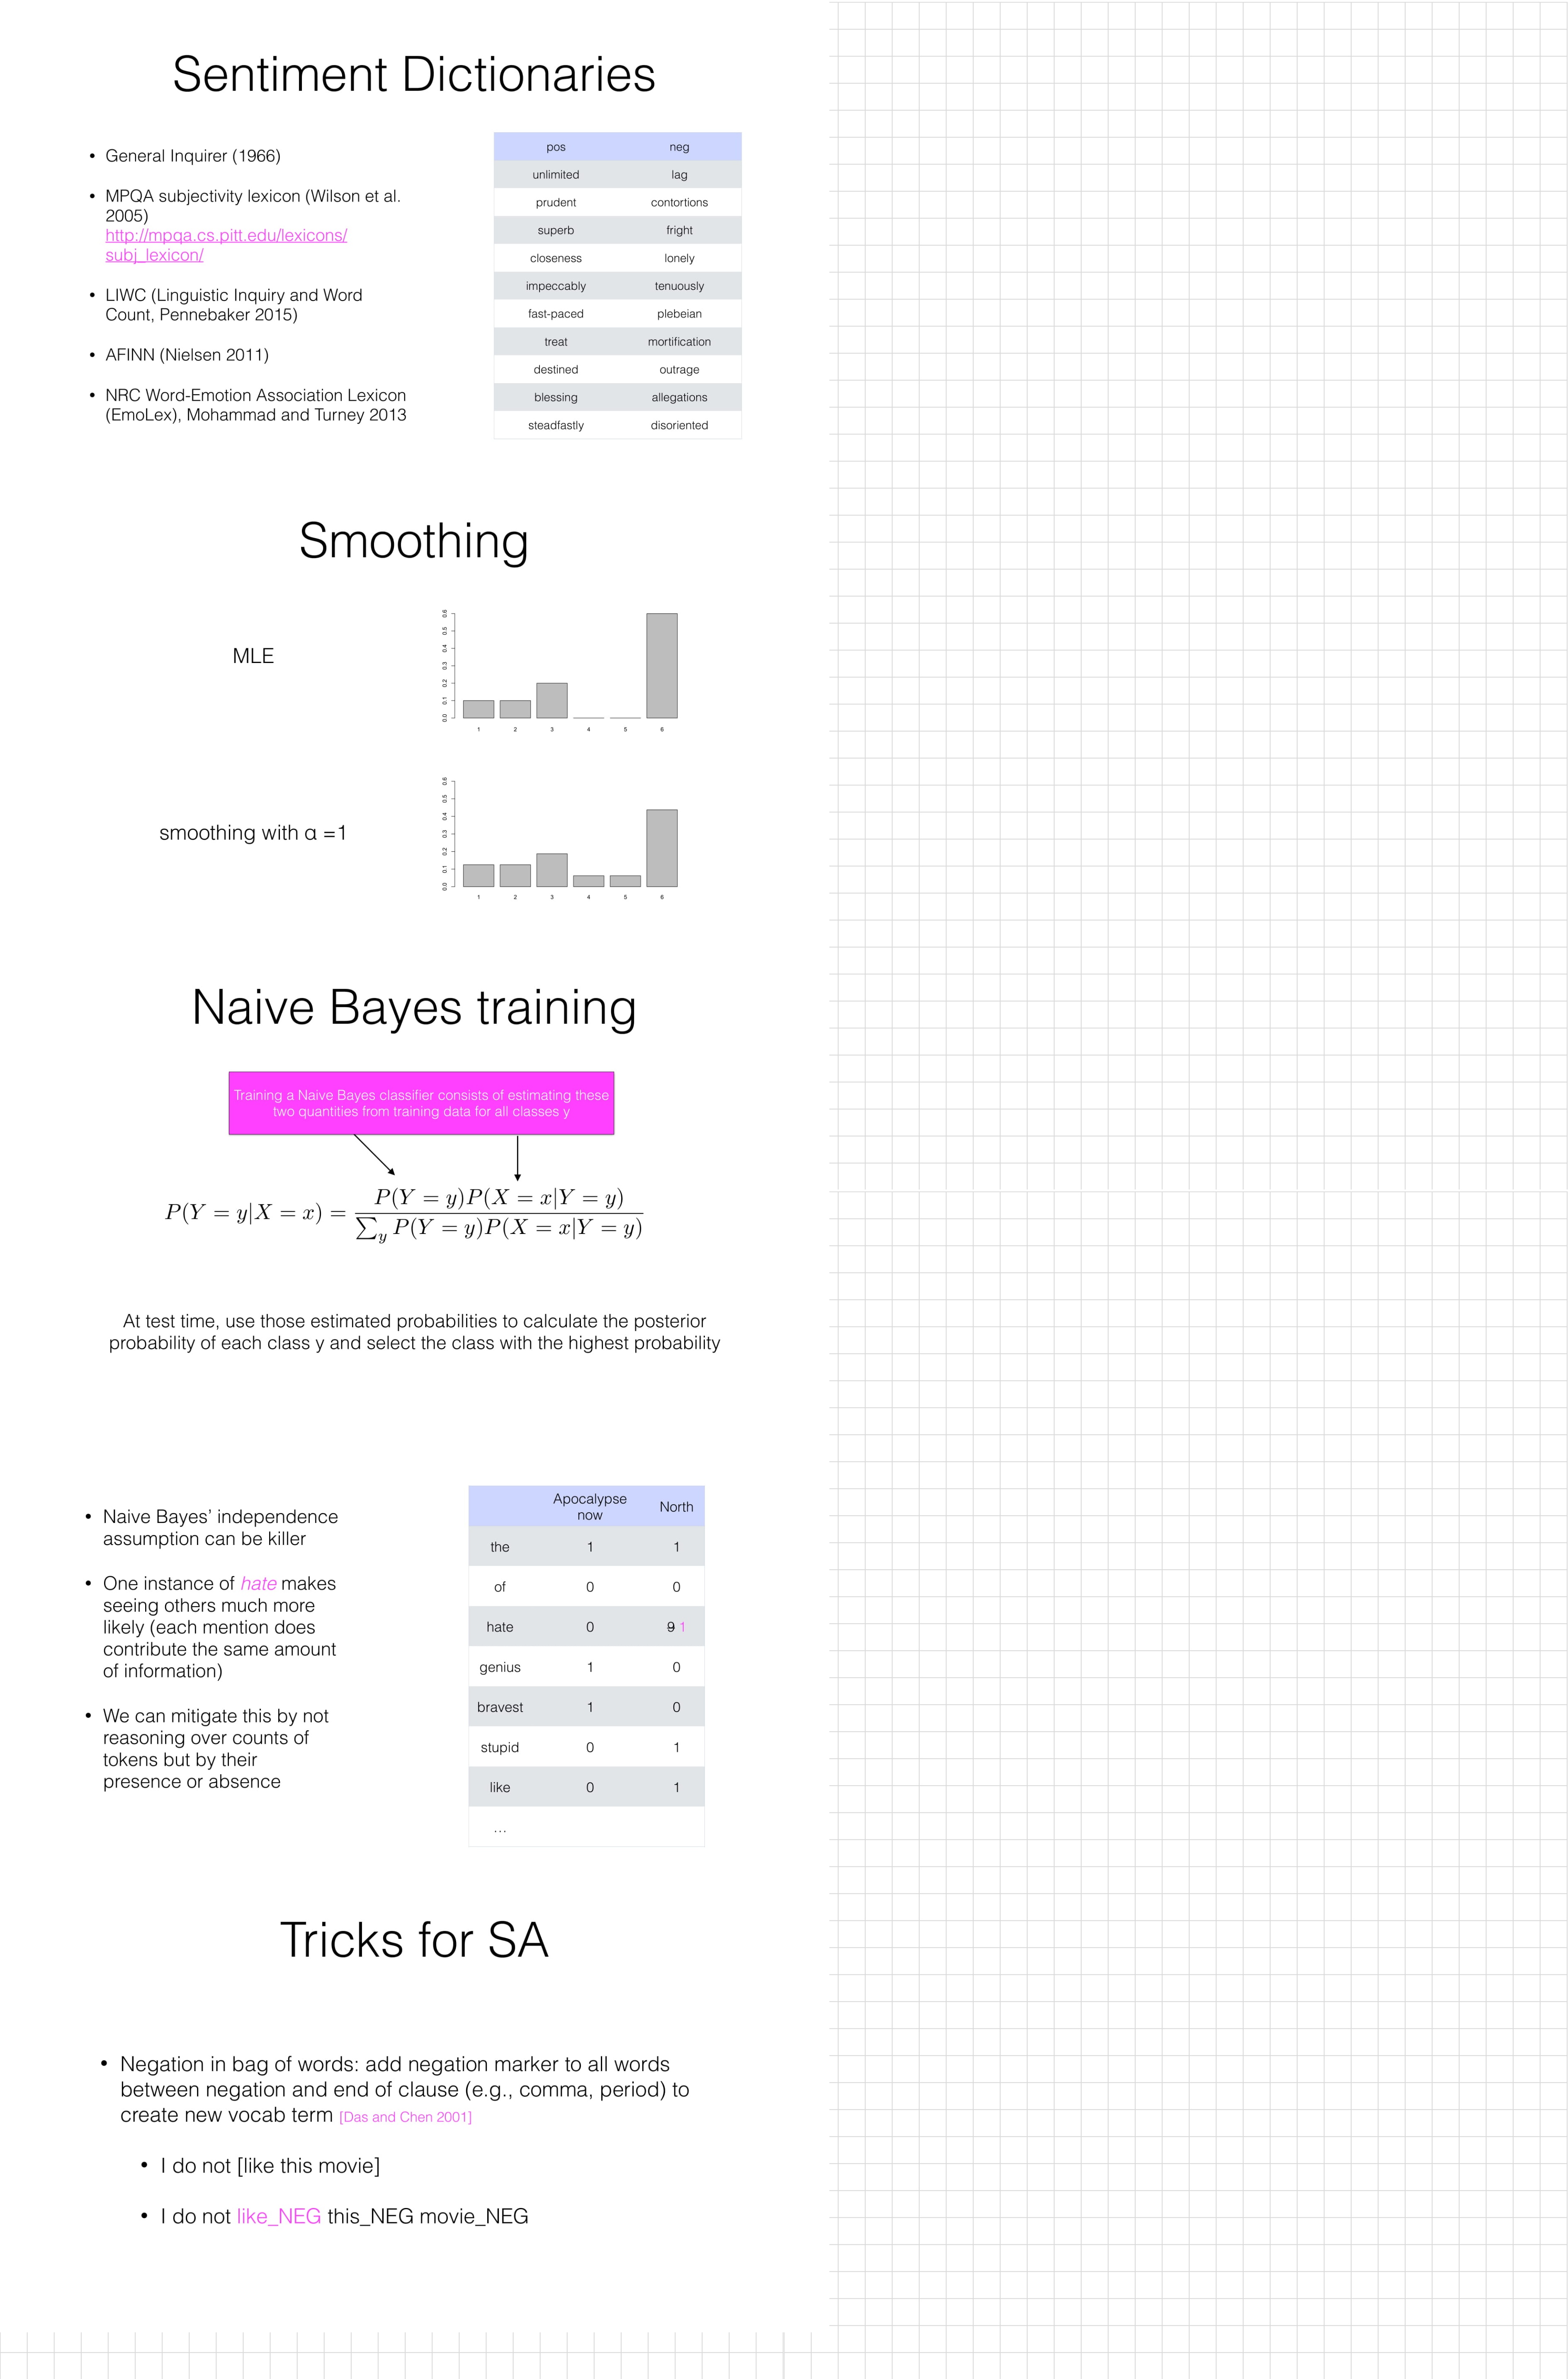 Sentiment Dictionaries
• General Inquirer (1966)
• MPQA subjectivity lexicon (Wilson et al.
2005)
http://mpqa.cs.pitt.edu/lexicons/
subj_lexicon/
• LIWC (Linguistic Inquiry and Word
Count, Pennebaker 2015)
• AFINN (Nielsen 2011)
• NRC Word-Emotion Association Lexicon
(EmoLex), Mohammad and Turney 2013
pos neg
unlimited lag
prudent contortions
superb fright
closeness lonely
impeccably tenuously
fast-paced plebeian
treat mortification
destined outrage
blessing allegations
steadfastly disoriented
Smoothing
MLE
0.6
0.5
0.4
0.3
0.2
0.1
0.0
1 2 3 4 5 6
smoothing with α =1
0.6
0.5
0.4
0.3
0.2
0.1
0.0
1 2 3 4 5 6
Naive Bayes training
Training a Naive Bayes classifier consists of estimating these
two quantities from training data for all classes y
P(Y = y|X = x) = P(Y = y)P(X = x|Y = y)
∑y P(Y = y)P(X = x|Y = y)
At test time, use those estimated probabilities to calculate the posterior
probability of each class y and select the class with the highest probability
• Naive Bayes’ independence
assumption can be killer
• One instance of hate makes
seeing others much more
likely (each mention does
contribute the same amount
of information)
• We can mitigate this by not
reasoning over counts of
tokens but by their
presence or absence
Apocalypse
now North
the 1 1
of 0 0
hate 0 9 1
genius 1 0
bravest 1 0
stupid 0 1
like 0 1
…
Tricks for SA
• Negation in bag of words: add negation marker to all words
between negation and end of clause (e.g., comma, period) to
create new vocab term [Das and Chen 2001]
• I do not [like this movie]
• I do not like_NEG this_NEG movie_NEG